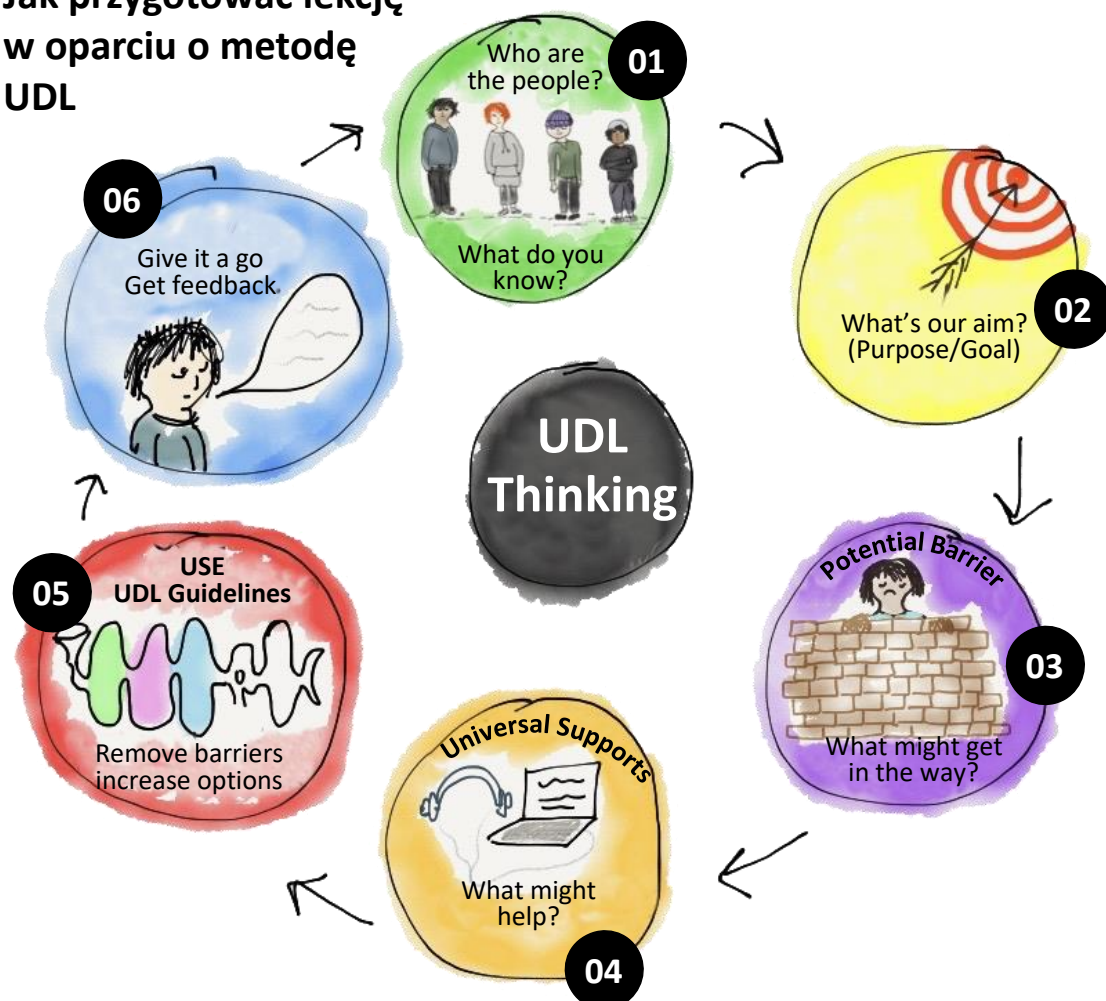 Jak przygotować lekcję
w oparciu o metodę
UDL
01
Who are
the people?
What do you
know?
02
What's our aim?
(Purpose/Goal)
03
Potential Barrier
What might get
in the way?
04
Universal Supports
What might
help?
05
USE
UDL Guidelines
Remove barriers
increase options
06
Give it a go
Get feedback
UDL
Thinking